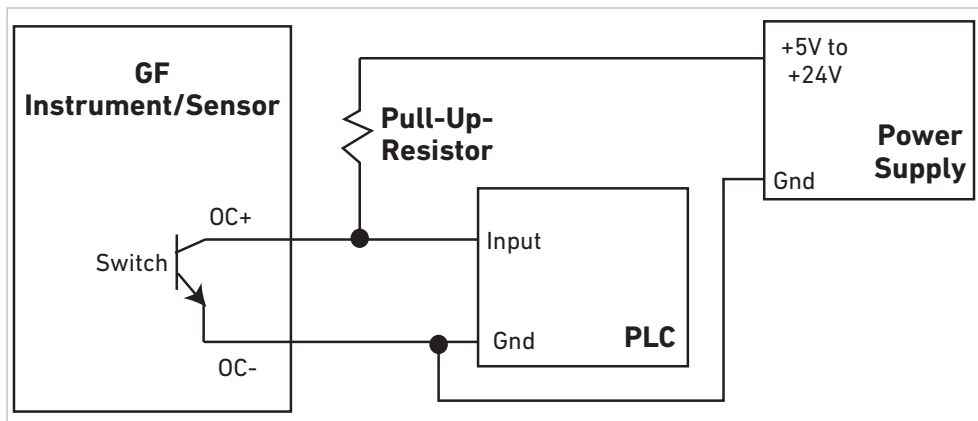 GF
Instrument/Sensor
Pull-Up-
Resistor
+5V to
+24V
Power
Supply
Gnd
OC+
Switch
OC-
Input
Gnd
PLC